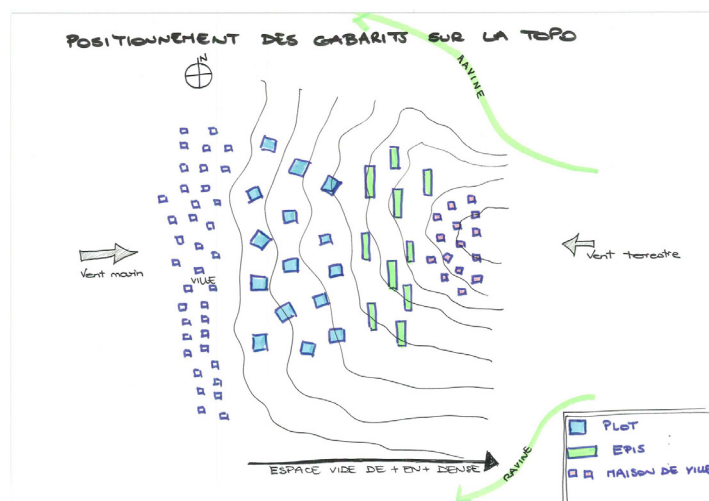 POSITIONNEMENT DES GABARITS SUR LA TOPO
N
RAVINE
Vent marin
VILLE
Vent terrestre
ESPACE VIDE DE + EN + DENSE
RAVINE
PLOT
EPIS
MAISON DE VILLE